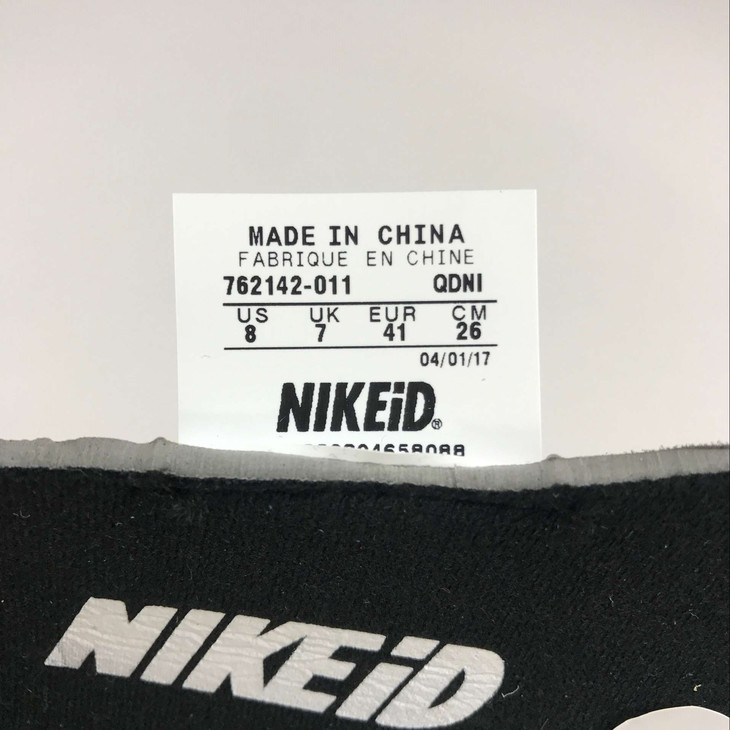 MADE IN CHINA
FABRIQUE EN CHINE
762142-011 QDNI
US UK EUR CM
8 7 41 26
04/01/17
NIKEiD®
NIKEiD